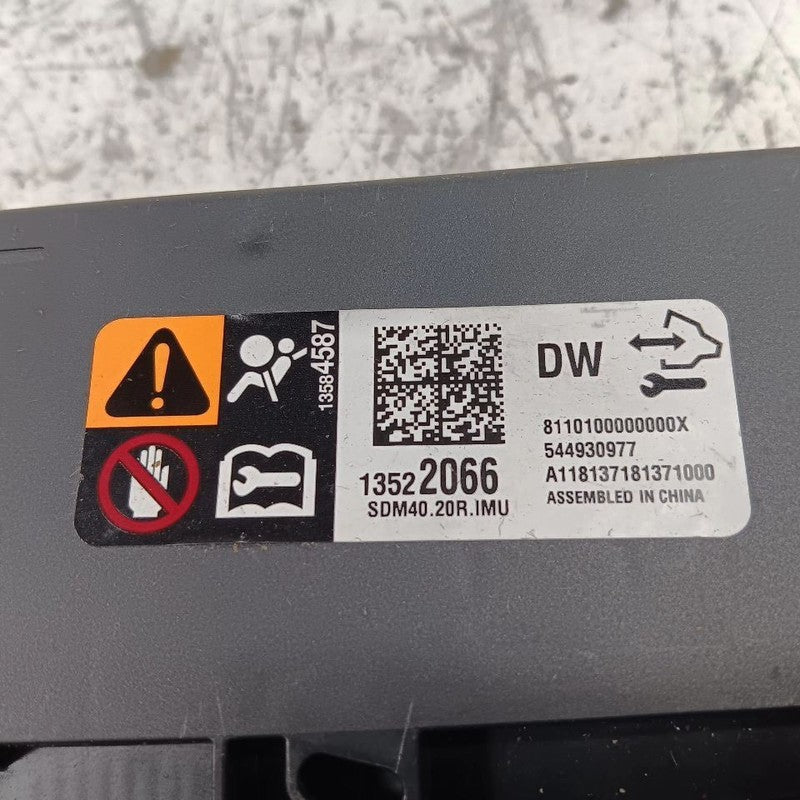 13584587
13522066
SDM40.20R.IMU
DW
8110100000000X
544930977
A118137181371000
ASSEMBLED IN CHINA